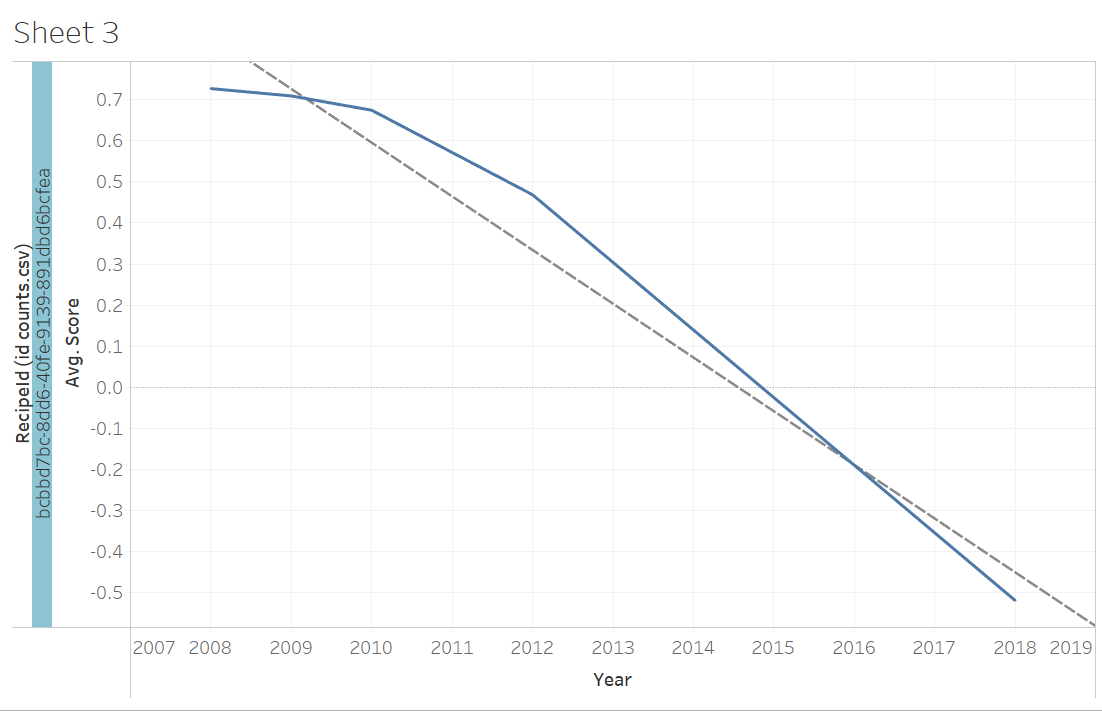 Sheet 3
RecipeId (id counts.csv)
bcbbd7bc-8dd6-40fe-9139-891dbd6bcfea
Avg. Score
0.7
0.6
0.5
0.4
0.3
0.2
0.1
0.0
-0.1
-0.2
-0.3
-0.4
-0.5
2007 2008 2009 2010 2011 2012 2013 2014 2015 2016 2017 2018 2019
Year